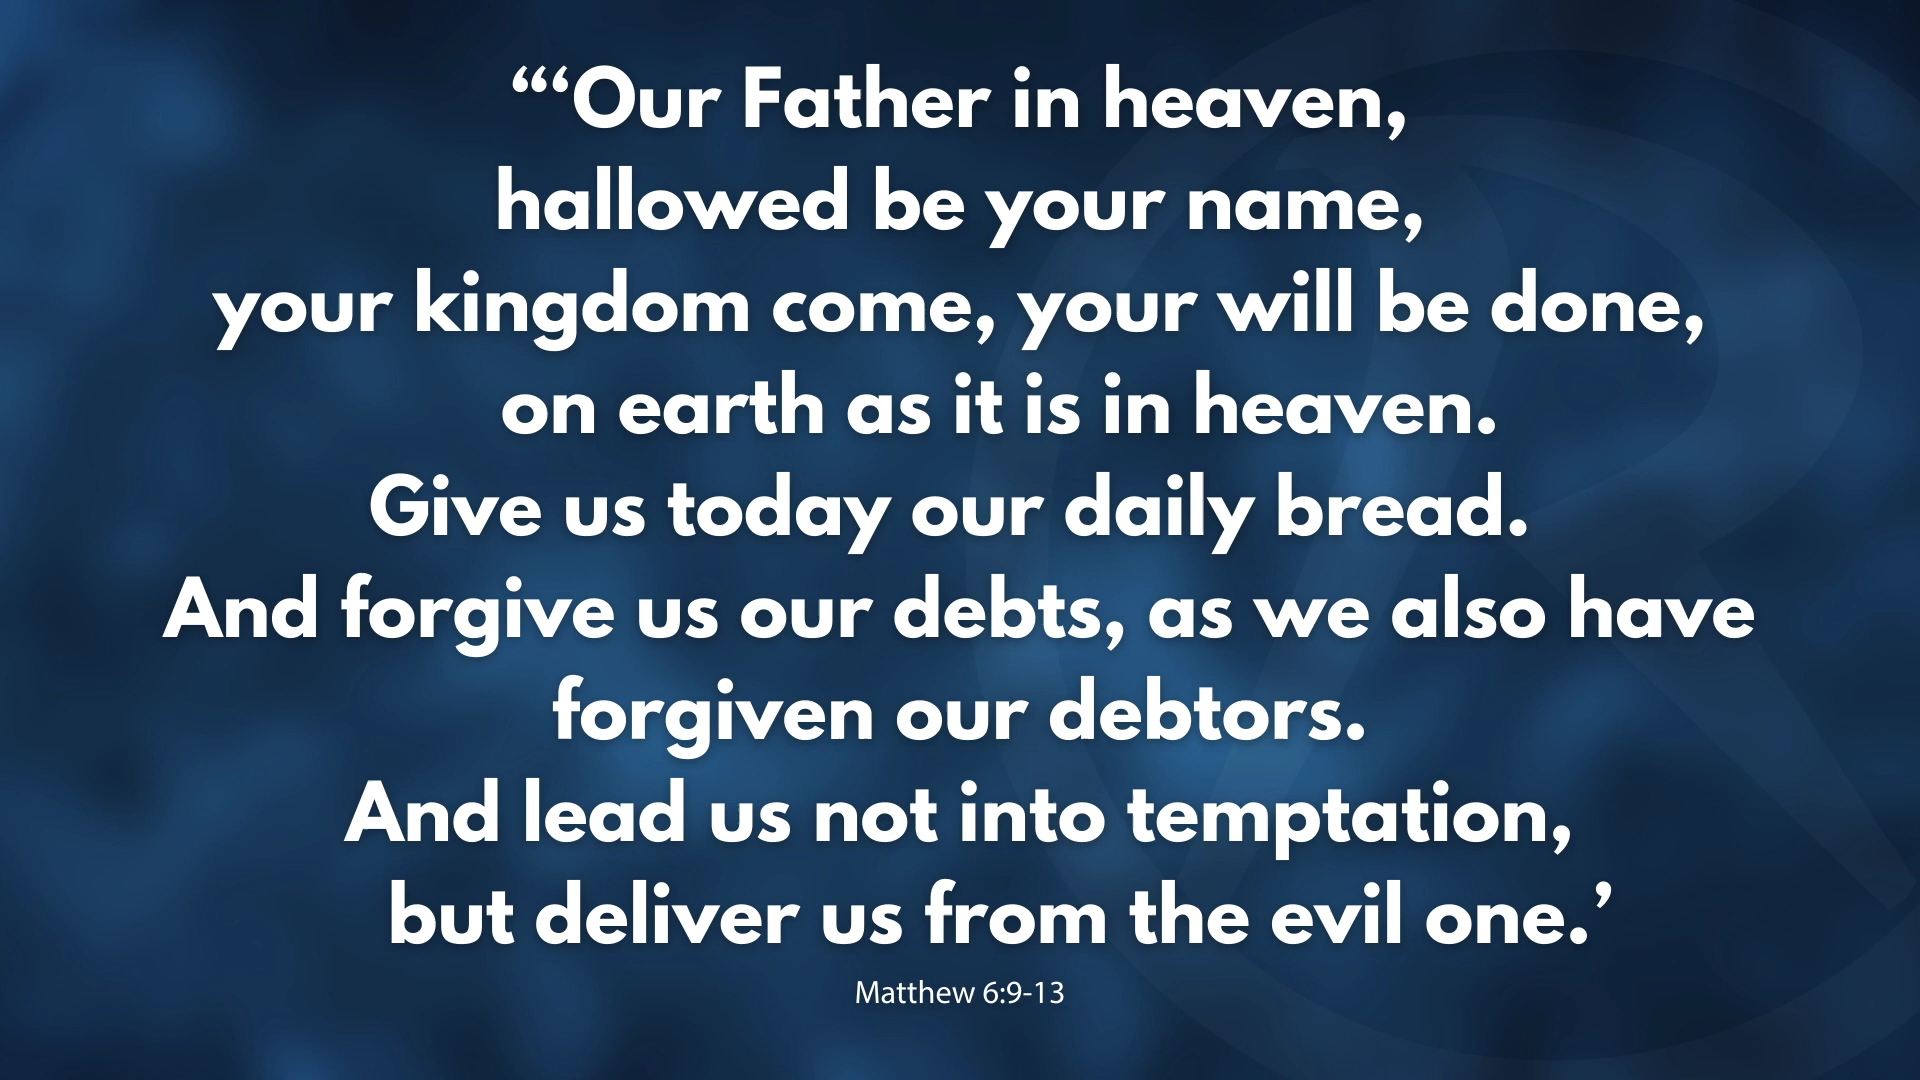 “‘Our Father in heaven,
hallowed be your name,
your kingdom come, your will be done,
on earth as it is in heaven.
Give us today our daily bread.
And forgive us our debts, as we also have
forgiven our debtors.
And lead us not into temptation,
but deliver us from the evil one.’
Matthew 6:9-13